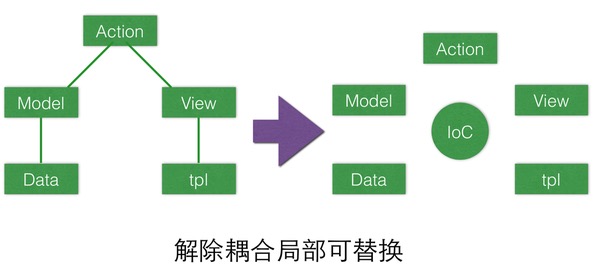 Action
Model
View
Data
tpl
Action
Model
View
IoC
Data
tpl
解除耦合局部可替换